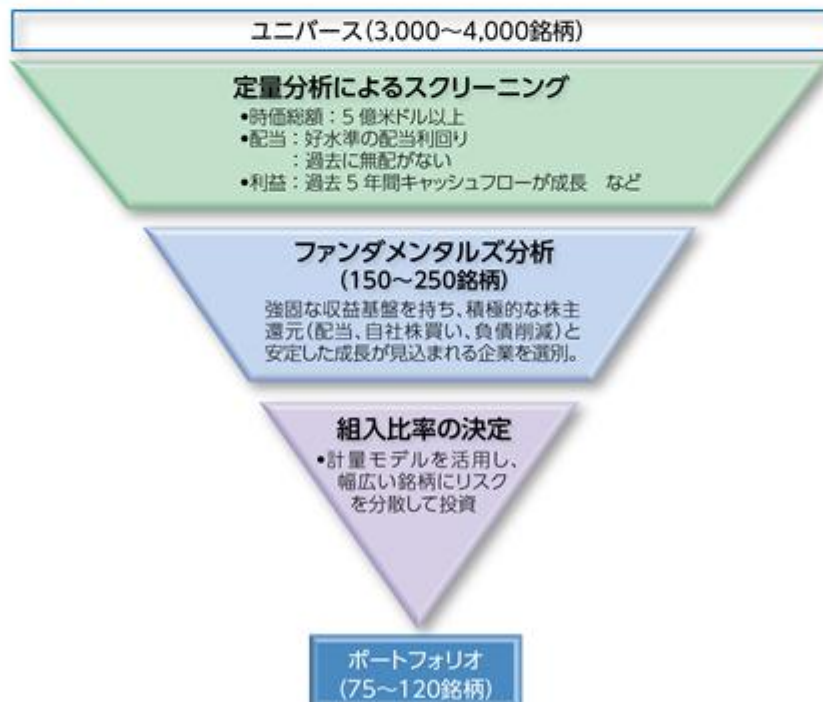 ユニバース(3,000～4,000銘柄)
定量分析によるスクリーニング
•時価総額：5億米ドル以上
•配当：好水準の配当利回り
：過去に無配がない
•利益：過去5年間キャッシュフローが成長　など
ファンダメンタルズ分析
(150～250銘柄)
強固な収益基盤を持ち、積極的な株主
還元(配当、自社株買い、負債削減)と
安定した成長が見込まれる企業を選別。
組入比率の決定
•計量モデルを活用し、
幅広い銘柄にリスク
を分散して投資
ポートフォリオ
(75～120銘柄)